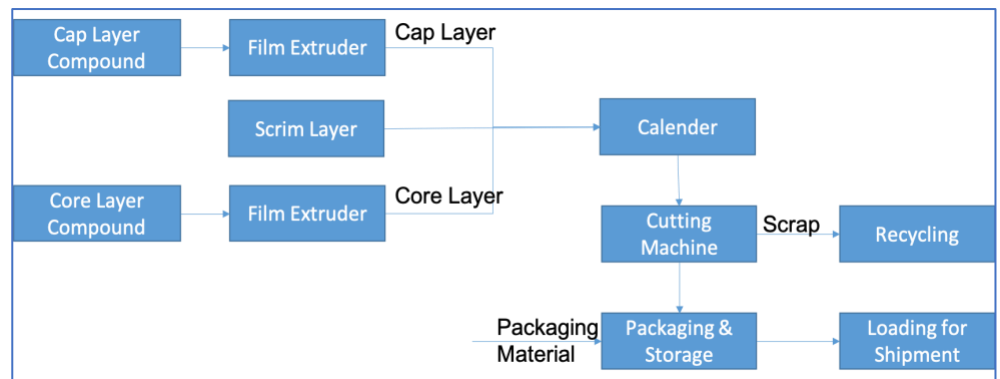 Cap Layer
Compound
Film Extruder
Cap Layer
Scrim Layer
Calender
Core Layer
Compound
Film Extruder
Core Layer
Cutting
Machine
Scrap
Recycling
Packaging
Material
Packaging &
Storage
Loading for
Shipment